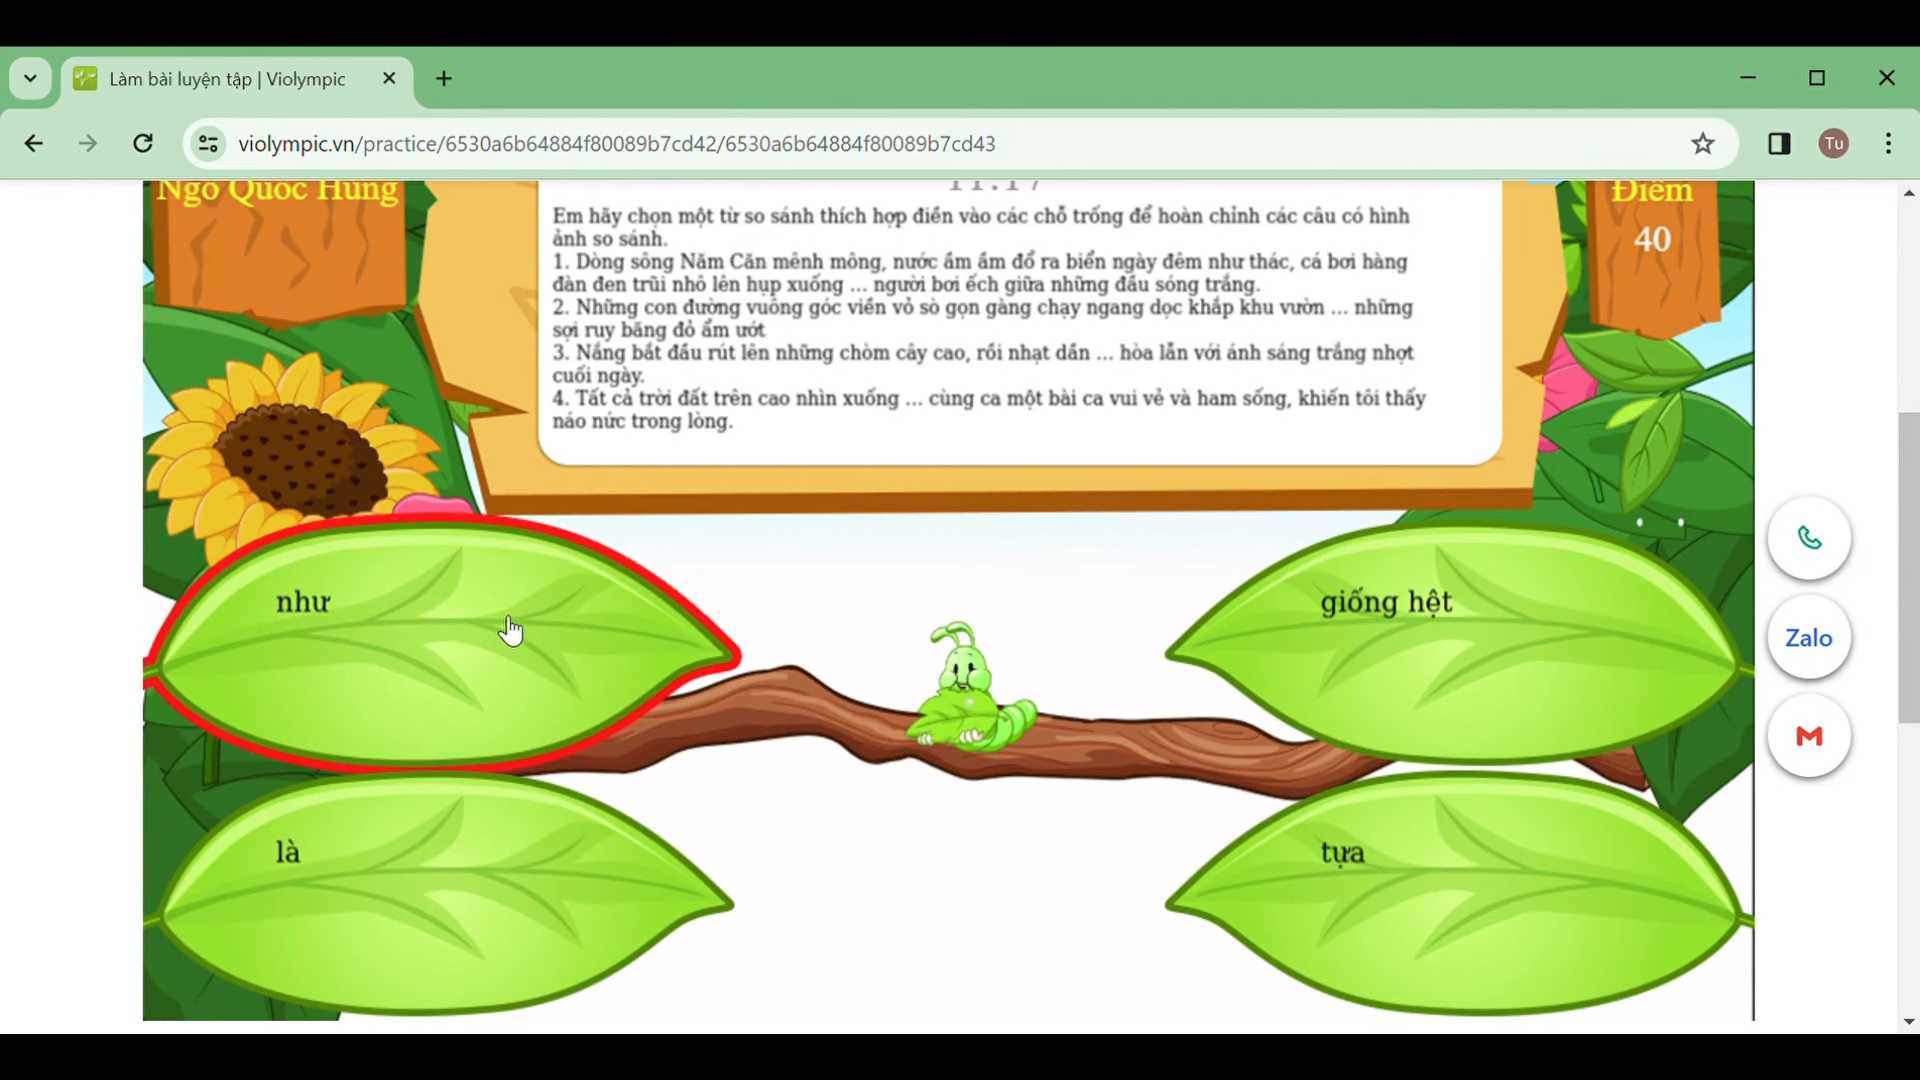 Làm bài luyện tập | Violympic
violympic.vn/practice/6530a6b64884f80089b7cd42/6530a6b64884f80089b7cd43
Tu
Ngô Quốc Hùng
11:17
Điểm
40
Em hãy chọn một từ so sánh thích hợp điền vào các chỗ trống để hoàn chỉnh các câu có hình
ảnh so sánh.
1. Dòng sông Năm Căn mênh mông, nước ầm ầm đổ ra biển ngày đêm như thác, cá bơi hàng
đàn đen trũi nhô lên hụp xuống ... người bơi ếch giữa những đầu sóng trắng.
2. Những con đường vuông góc viền vỏ sò gọn gàng chạy ngang dọc khắp khu vườn ... những
sợi ruy băng đỏ ẩm ướt
3. Nắng bắt đầu rút lên những chòm cây cao, rồi nhạt dần ... hòa lẫn với ánh sáng trắng nhợt
cuối ngày.
4. Tất cả trời đất trên cao nhìn xuống ... cùng ca một bài ca vui vẻ và ham sống, khiến tôi thấy
náo nức trong lòng.
như
giống hệt
là
tựa
Zalo